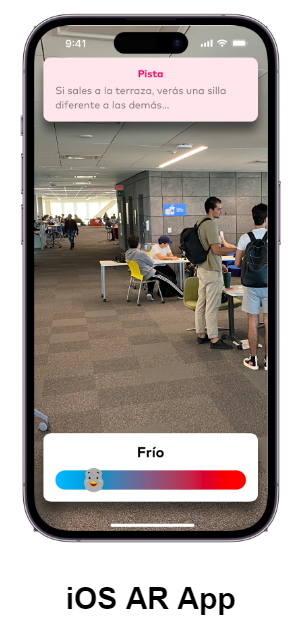 9:41
Pista
Si sales a la terraza, verás una silla
diferente a las demás...
Frío
iOS AR App